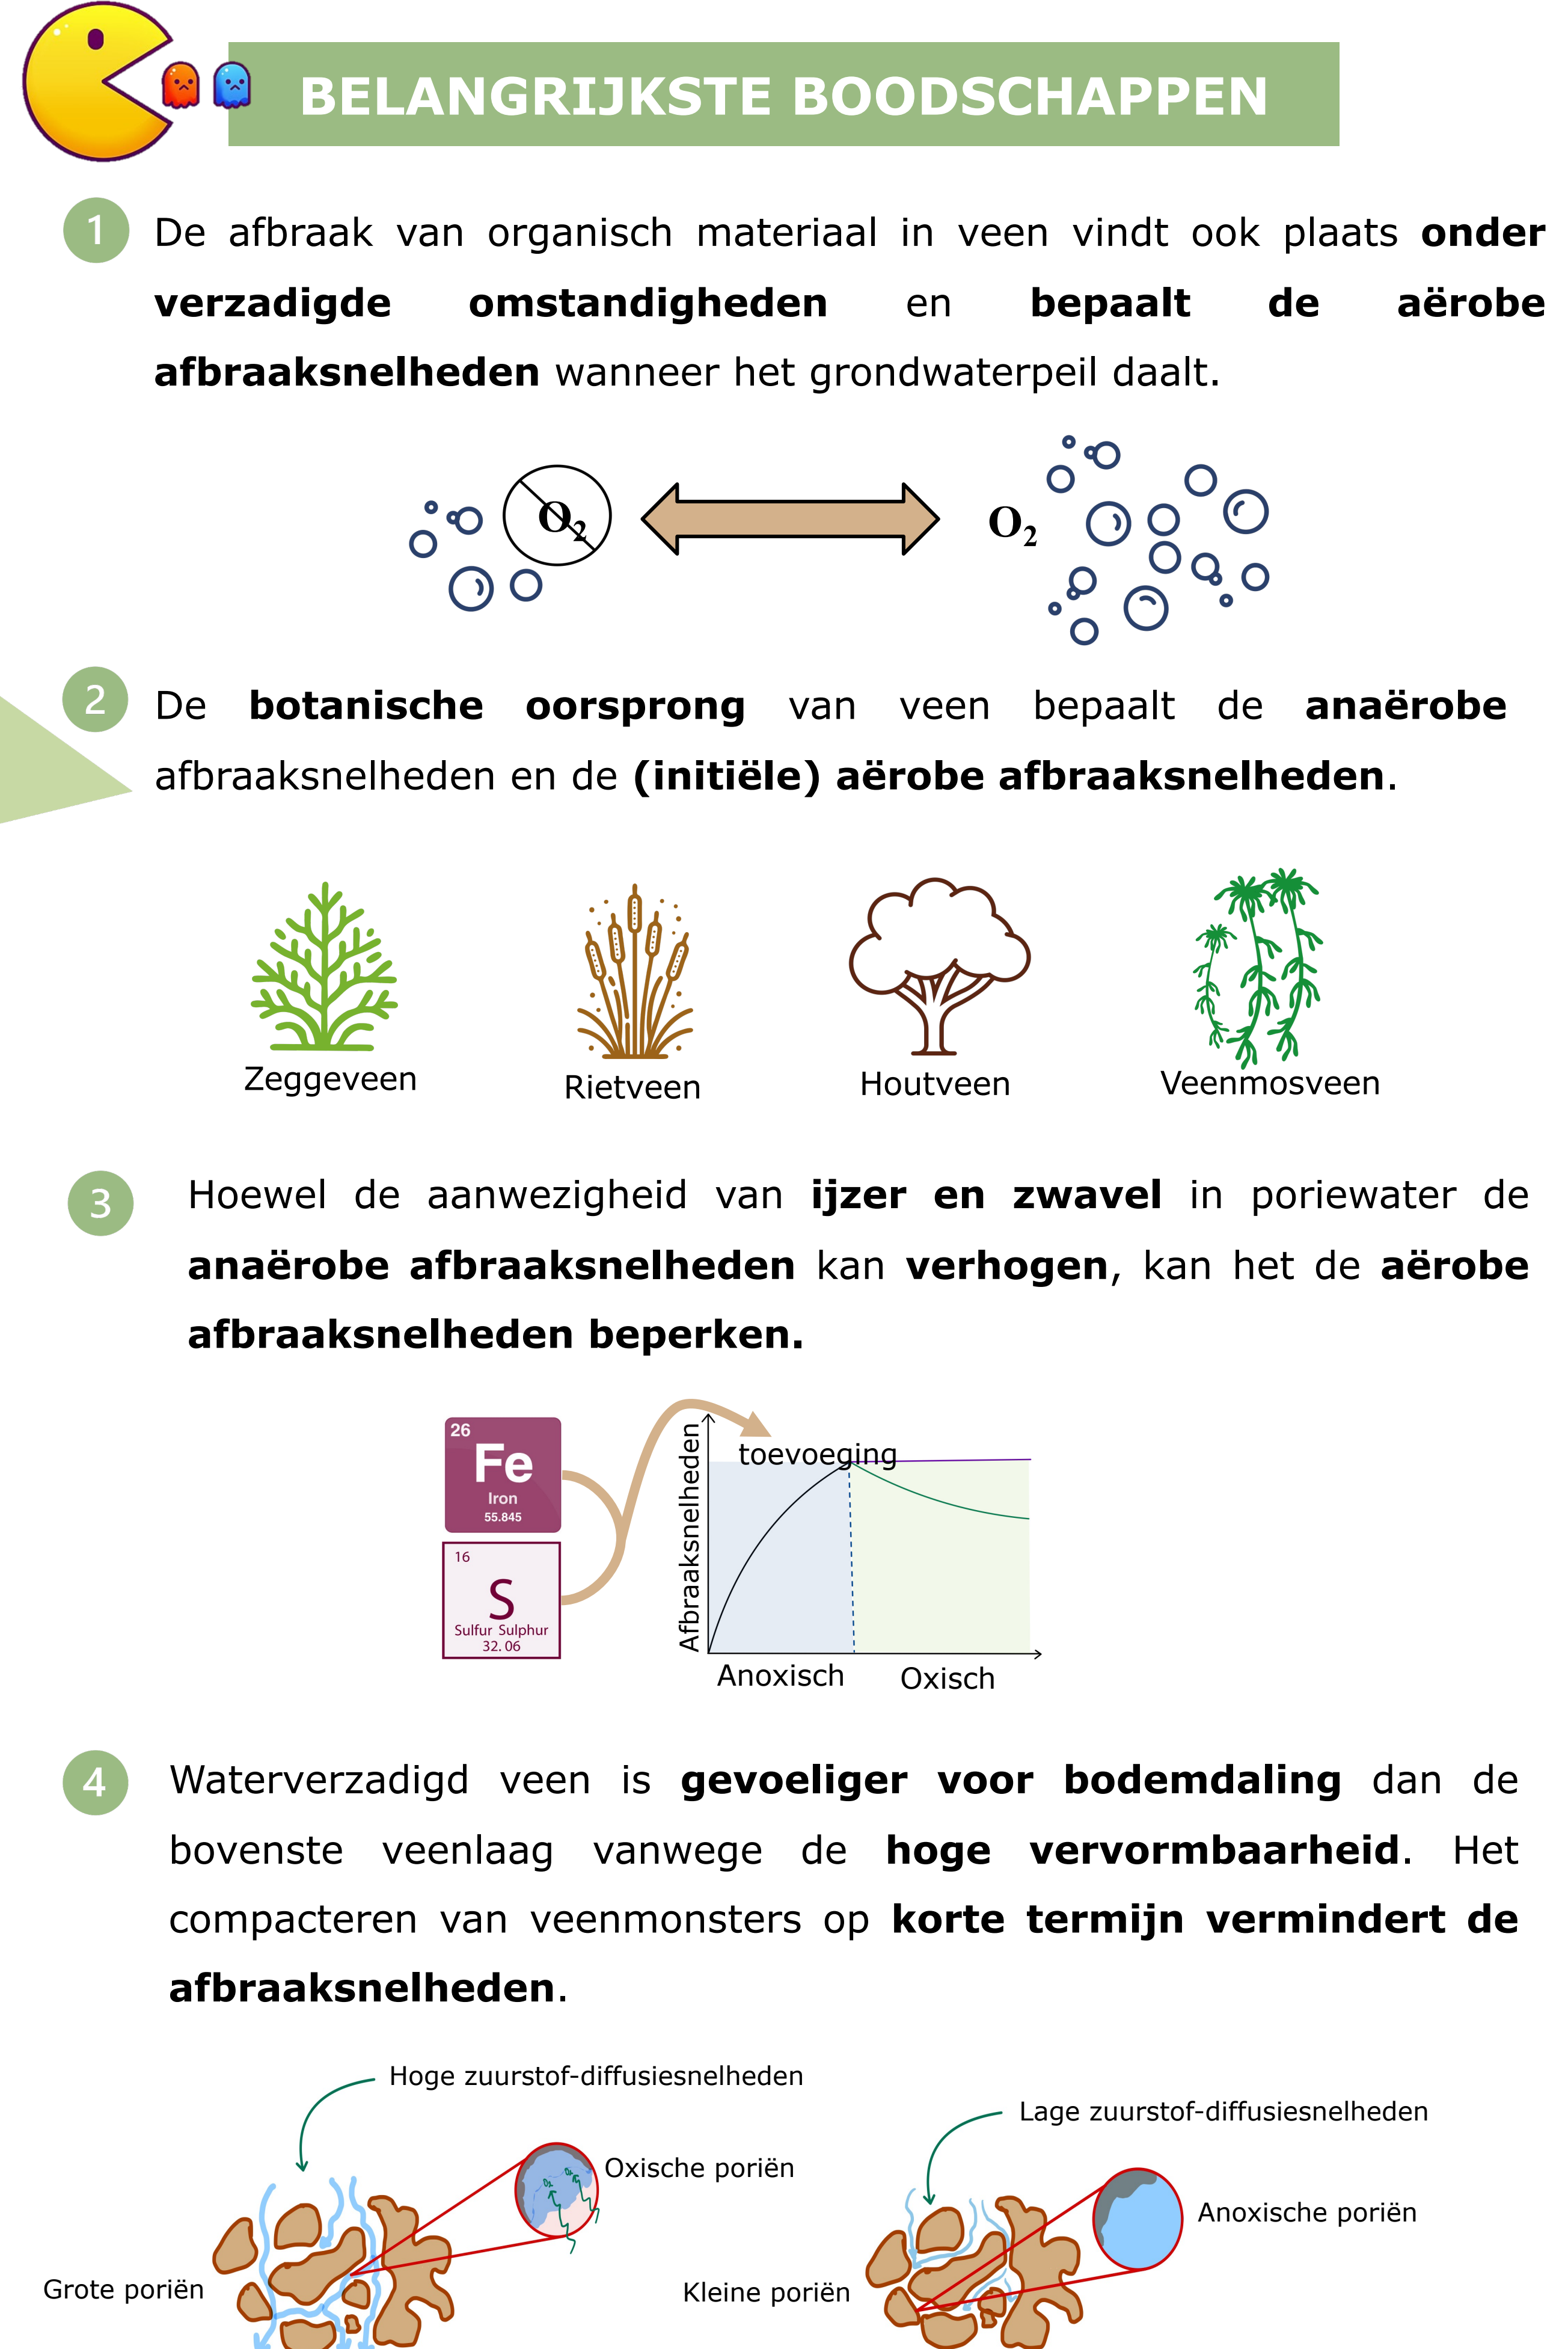 BELANGRIJKSTE BOODSCHAPPEN
1
De afbraak van organisch materiaal in veen vindt ook plaats onder
verzadigde omstandigheden en bepaalt de aërobe
afbraaksnelheden wanneer het grondwaterpeil daalt.
O2
O2
2
De botanische oorsprong van veen bepaalt de anaërobe
afbraaksnelheden en de (initiële) aërobe afbraaksnelheden.
Zeggeveen
Rietveen
Houtveen
Veenmosveen
3
Hoewel de aanwezigheid van ijzer en zwavel in poriewater de
anaërobe afbraaksnelheden kan verhogen, kan het de aërobe
afbraaksnelheden beperken.
26
Fe
Iron
55.845
16
S
Sulfur Sulphur
32. 06
Afbraaksnelheden
toevoeging
Anoxisch
Oxisch
4
Waterverzadigd veen is gevoeliger voor bodemdaling dan de
bovenste veenlaag vanwege de hoge vervormbaarheid. Het
compacteren van veenmonsters op korte termijn vermindert de
afbraaksnelheden.
Hoge zuurstof-diffusiesnelheden
Oxische poriën
O2
O2
Grote poriën
Lage zuurstof-diffusiesnelheden
Anoxische poriën
Kleine poriën